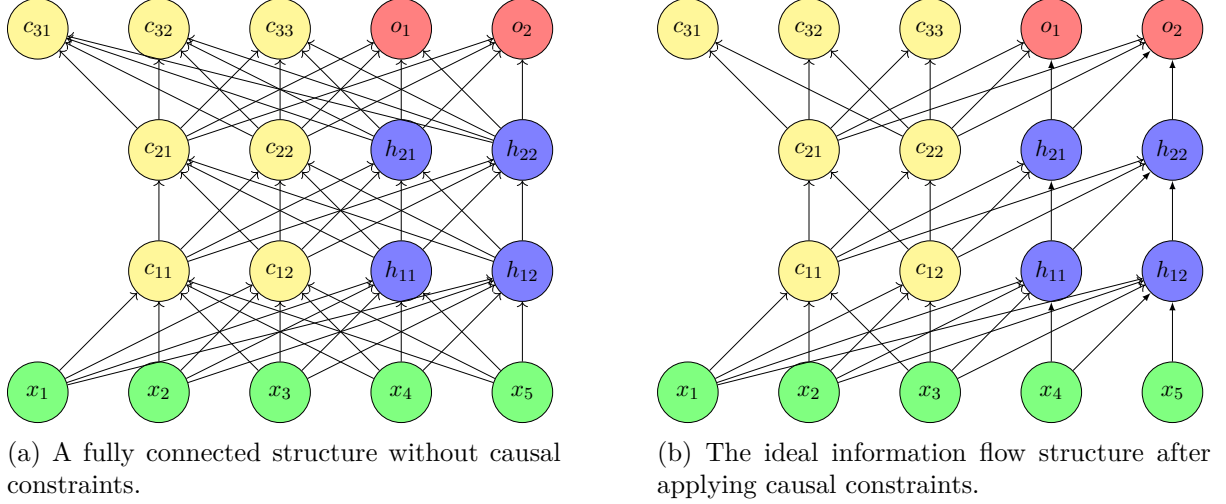 c31 c32 c33 o1 o2
c21 c22 h21 h22
c11 c12 h11 h12
x1 x2 x3 x4 x5
(a) A fully connected structure without causal
constraints.
c31 c32 c33 o1 o2
c21 c22 h21 h22
c11 c12 h11 h12
x1 x2 x3 x4 x5
(b) The ideal information flow structure after
applying causal constraints.